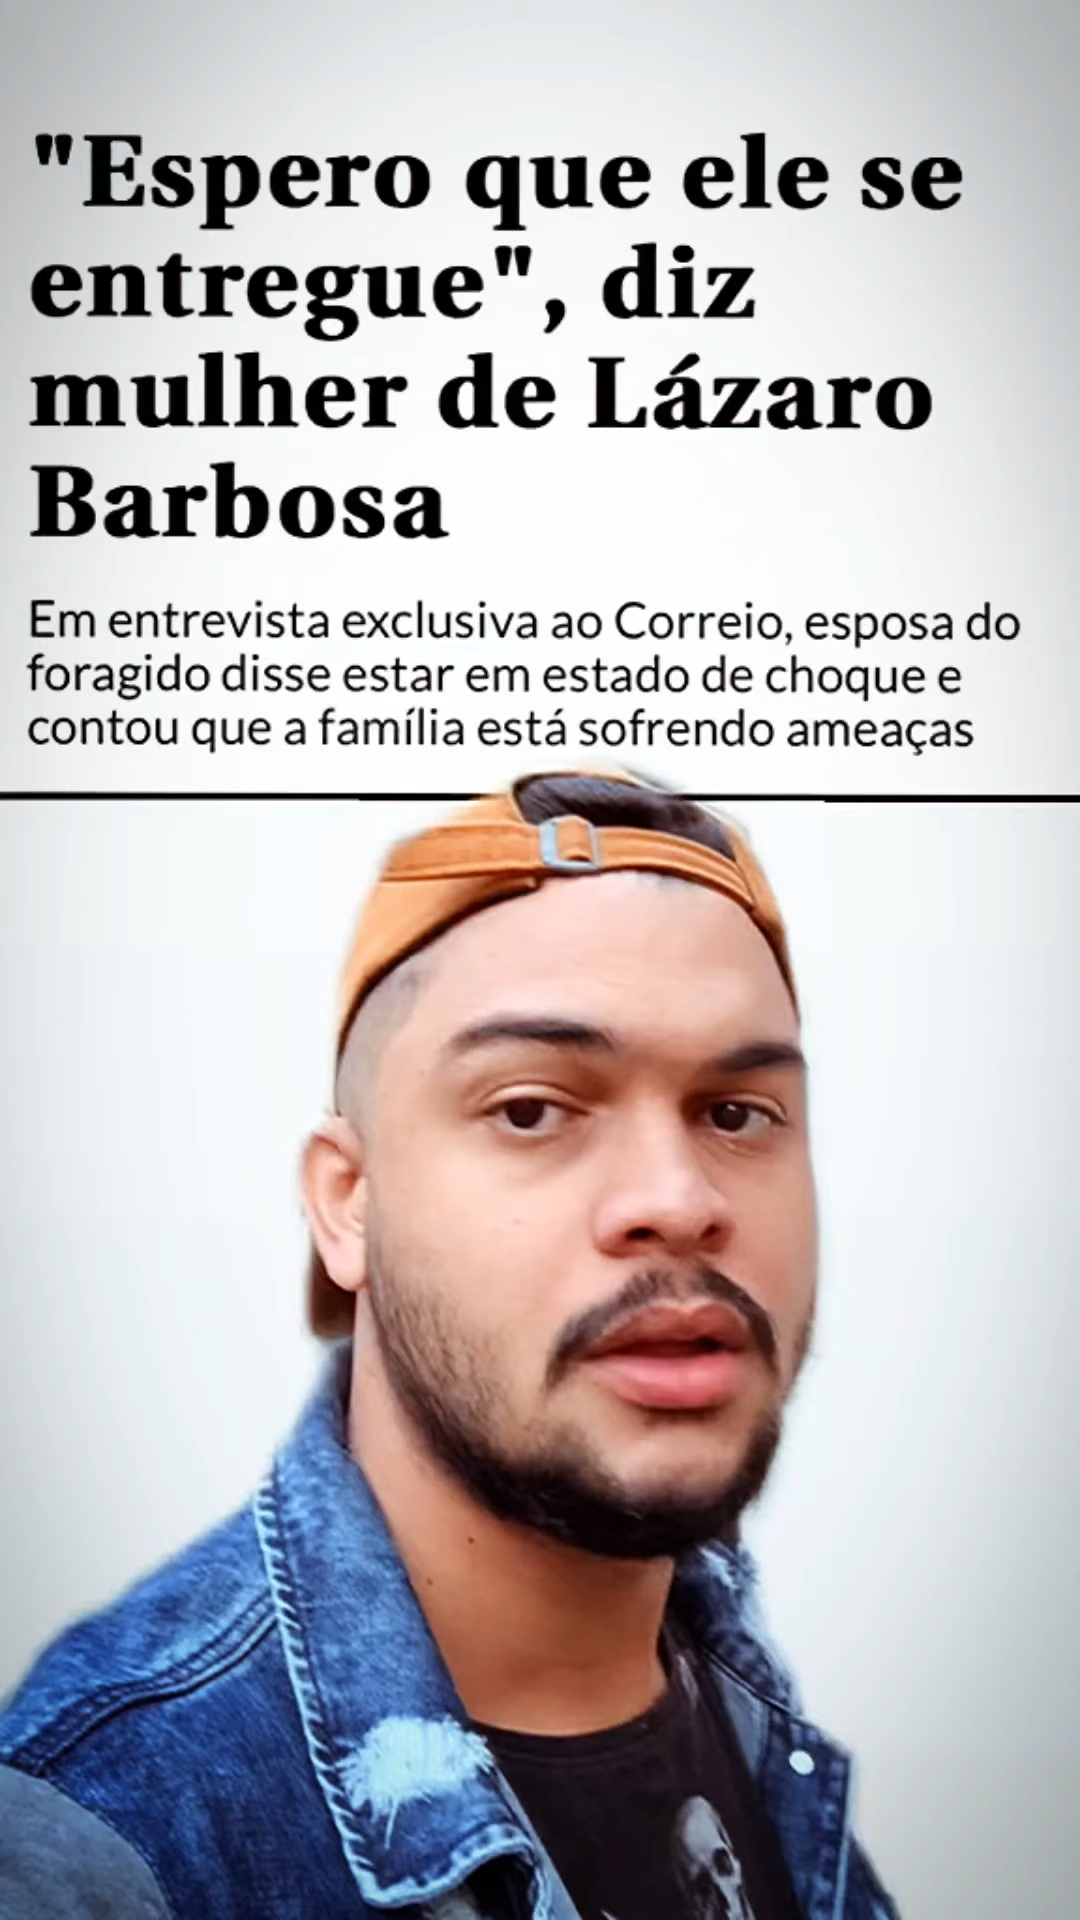 "Espero que ele se
entregue", diz
mulher de Lázaro
Barbosa
Em entrevista exclusiva ao Correio, esposa do
foragido disse estar em estado de choque e
contou que a família está sofrendo ameaças